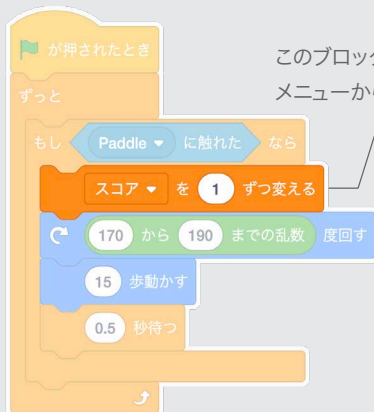 が押されたとき
ずっと
もし Paddle に触れた なら
スコア を 1 ずつ変える
170 から 190 までの乱数 度回す
15 歩動かす
0.5 秒待つ
このブロック
メニューから